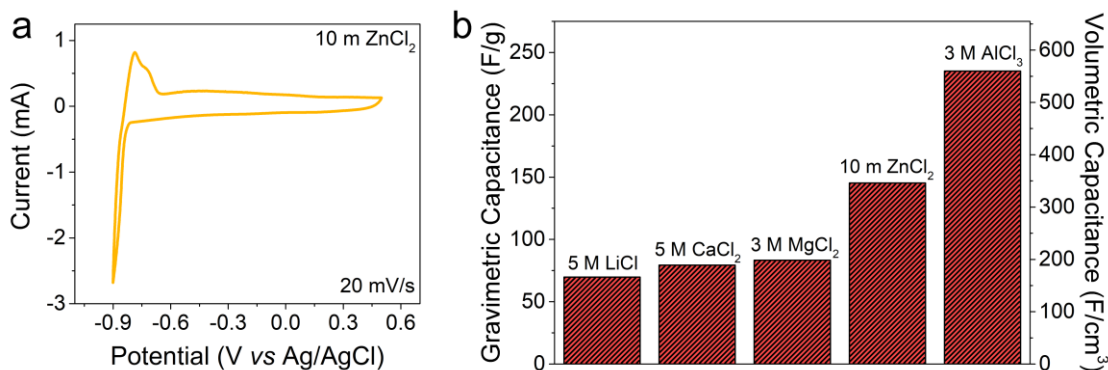 a
10 m ZnCl₂
1
0
-1
-2
-3
Current (mA)
20 mV/s
-0.9 -0.6 -0.3 0.0 0.3 0.6
Potential (V vs Ag/AgCl)
b
Gravimetric Capacitance (F/g)
250
200
150
100
50
0
5 M LiCl
5 M CaCl₂
3 M MgCl₂
10 m ZnCl₂
3 M AlCl₃
600
500
400
300
200
100
0
Volumetric Capacitance (F/cm³)